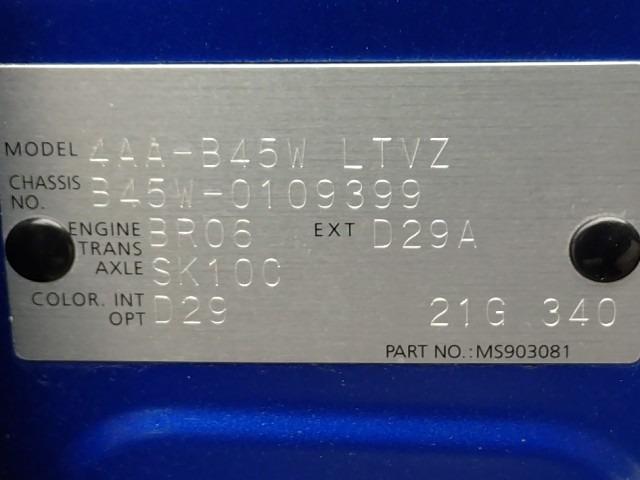 MODEL 4AA-B45W LTVZ
CHASSIS NO. B45W-0109399
ENGINE BR06 EXT D29A
TRANS AXLE SK10C
COLOR. INT D29
OPT 21G 340
PART NO.:MS903081